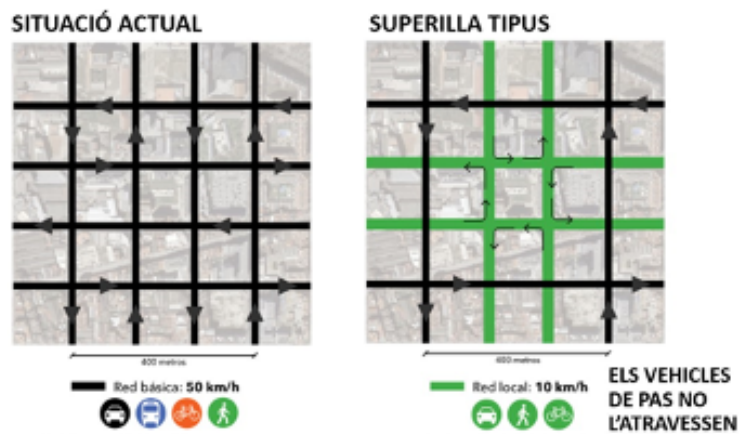 SITUACIÓ ACTUAL
SUPERILLA TIPUS
400 metros
400 metros
Red básica: 50 km/h
Red local: 10 km/h
ELS VEHICLES
DE PAS NO
L'ATRAVESSEN